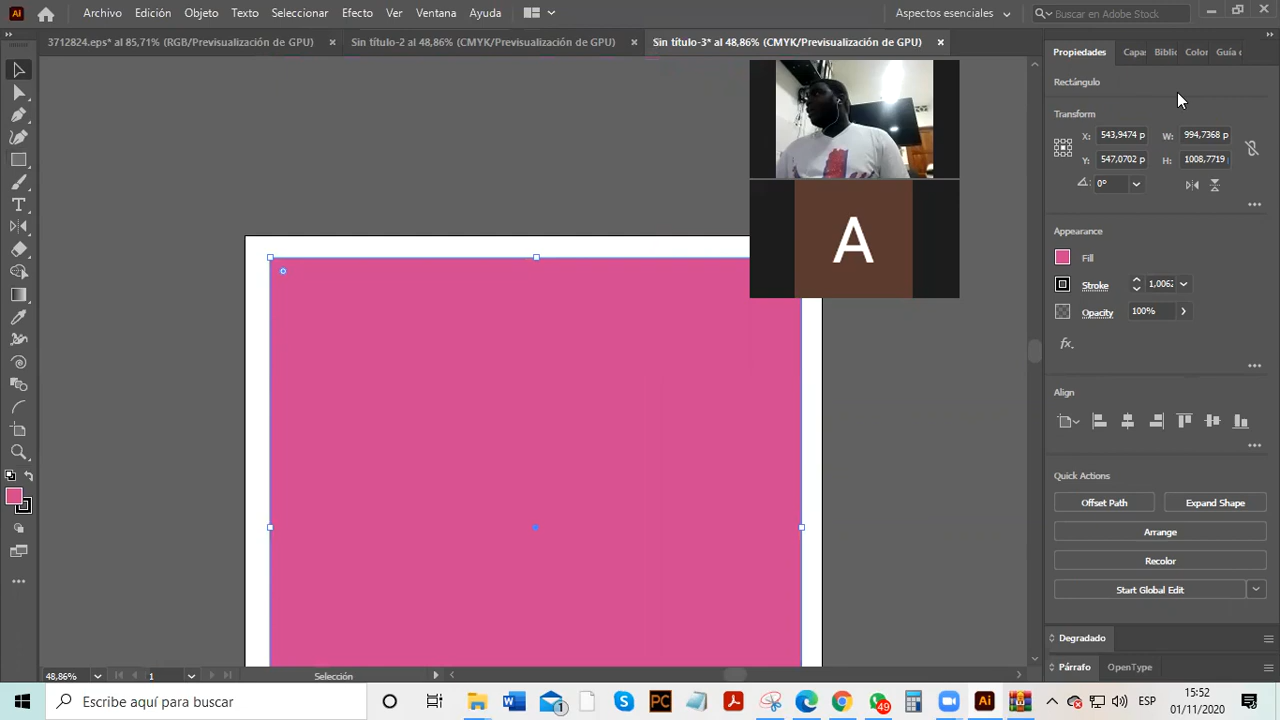 Ai Archivo Edición Objeto Texto Seleccionar Efecto Ver Ventana Ayuda Aspectos esenciales Buscar en Adobe Stock
3712824.eps* al 85,71% (RGB/Previsualización de GPU) Sin título-2 al 48,86% (CMYK/Previsualización de GPU) Sin título-3* al 48,86% (CMYK/Previsualización de GPU)
Propiedades Capas Biblio Color Guía
Rectángulo
Transform
X: 543,9474 p W: 994,7368 p
Y: 547,0702 p H: 1008,7719
0°
A
Appearance
Fill
Stroke 1,0062
Opacity 100%
fx.
Align
Quick Actions
Offset Path Expand Shape
Arrange
Recolor
Start Global Edit
Degradado
Párrafo OpenType
48.86% 1 Selección
Escribe aquí para buscar
1 PC 49 Ai ESP
15:52
01/11/2020